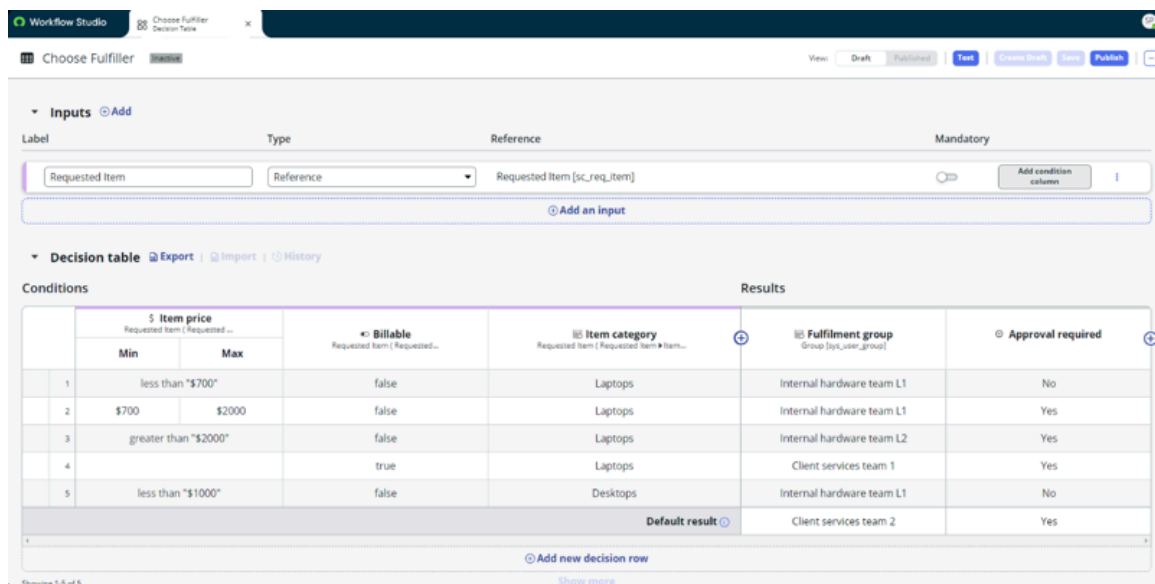 Workflow Studio
Choose Fulfiller
Decision Table
Choose Fulfiller Inactive
View: Draft Published Test Create Draft Save Publish
Inputs Add
Label Type Reference Mandatory
Requested Item Reference Requested Item [sc_req_item] Add condition column
Add an input
Decision table Export | Import | History
Conditions Results
$ Item price
Requested Item ( Requested ...
Min Max
Billable
Requested Item ( Requested...
Item category
Requested Item ( Requested Item ▸ Item...
Fulfilment group
Group [sys_user_group]
Approval required
1 less than "$700" false Laptops Internal hardware team L1 No
2 $700 $2000 false Laptops Internal hardware team L1 Yes
3 greater than "$2000" false Laptops Internal hardware team L2 Yes
4 true Laptops Client services team 1 Yes
5 less than "$1000" false Desktops Internal hardware team L1 No
Default result Client services team 2 Yes
Add new decision row
Showing 1-5 of 5
Show more